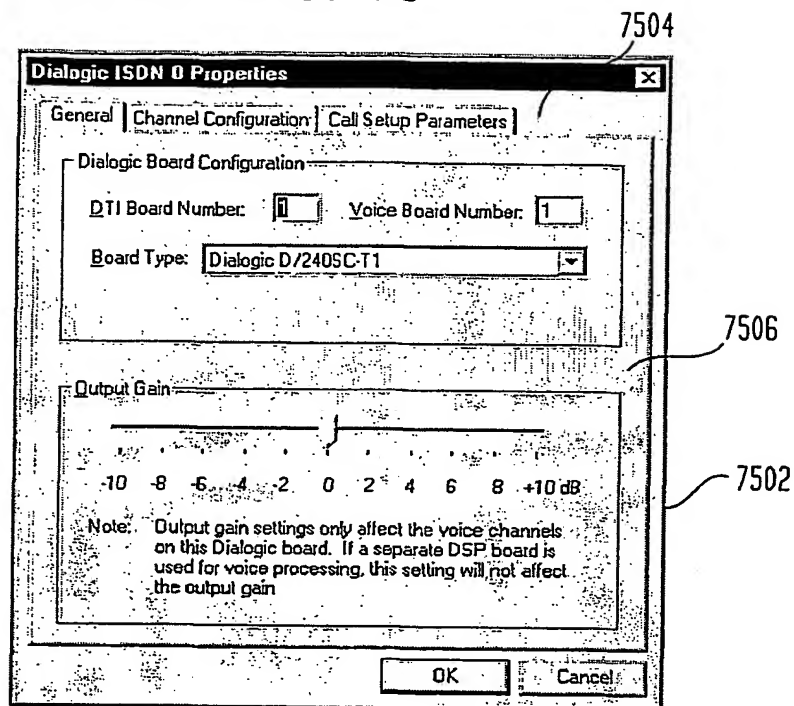 7504
Dialogic ISDN 0 Properties
General Channel Configuration Call Setup Parameters
Dialogic Board Configuration
DTI Board Number: 1 Voice Board Number: 1
Board Type: Dialogic D/240SC-T1
7506
Output Gain
-10 -8 -6 -4 -2 0 2 4 6 8 +10 dB
7502
Note: Output gain settings only affect the voice channels
on this Dialogic board. If a separate DSP board is
used for voice processing, this setting will not affect
the output gain
OK Cancel